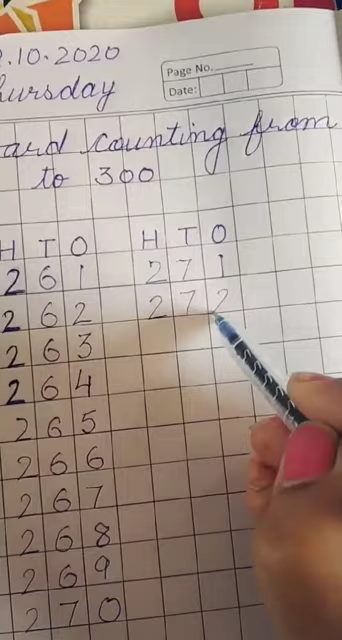 .10.2020
Page No.
Date:
counting from
to 300
H T O
2 6 1
2 6 2
2 6 3
2 6 4
2 6 5
2 6 6
2 6 7
2 6 8
2 6 9
2 7 0
H T O
2 7 1
2 7 2